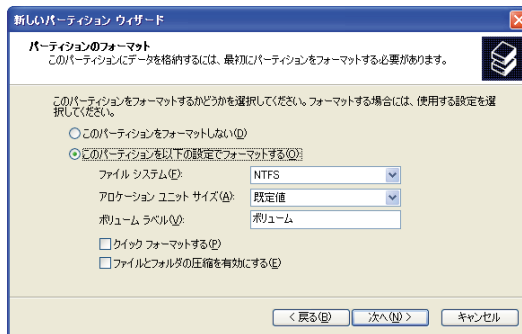 新しいパーティション ウィザード
パーティションのフォーマット
このパーティションにデータを格納するには、最初にパーティションをフォーマットする必要があります。
このパーティションをフォーマットするかどうかを選択してください。フォーマットする場合には、使用する設定を選
択してください。
このパーティションをフォーマットしない(D)
このパーティションを以下の設定でフォーマットする(O):
ファイル システム(F): NTFS
アロケーション ユニット サイズ(A): 既定値
ボリューム ラベル(V): ボリューム
クイック フォーマットする(P)
ファイルとフォルダの圧縮を有効にする(E)
< 戻る(B) 次へ(N) > キャンセル